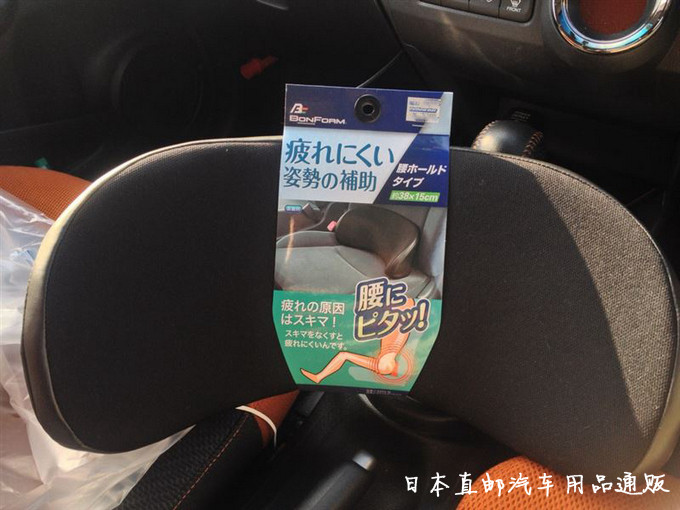 FRONT
BF
BONFORM
疲れにくい
姿勢の補助
腰ホールド
タイプ
約38×15cm
腰に
ピタッ!
疲れの原因
はスキマ!
スキマをなくすと
疲れにくいんです。
日本直邮汽车用品通贩